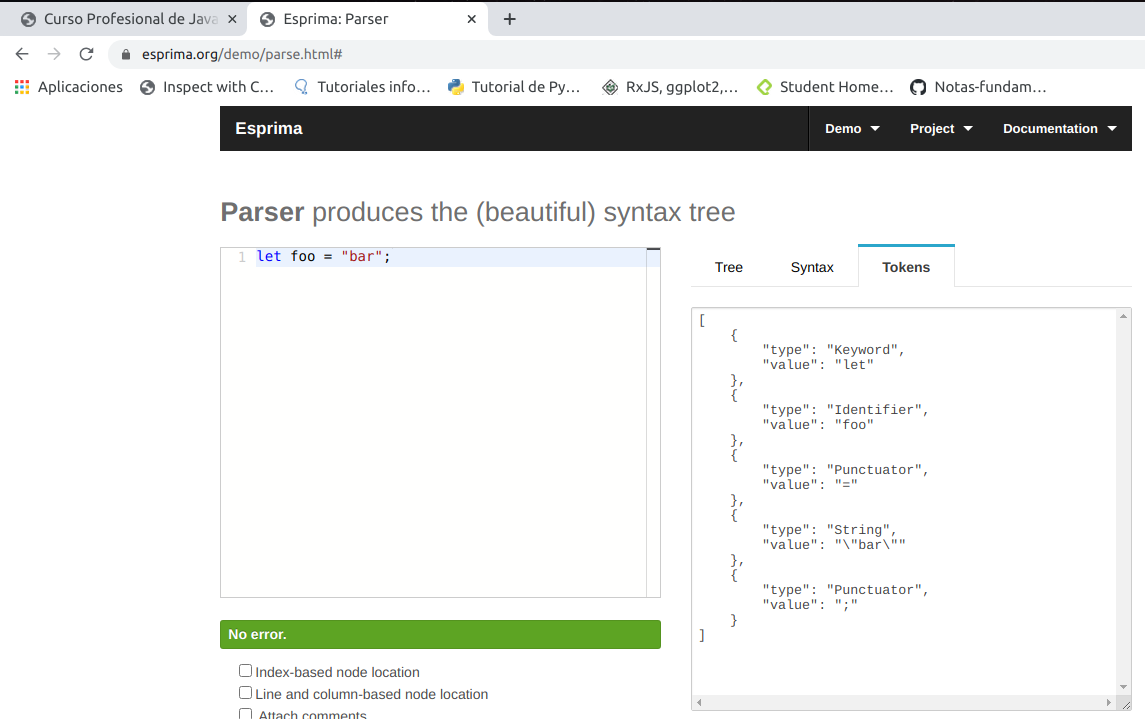 Curso Profesional de Java
Esprima: Parser
esprima.org/demo/parse.html#
Aplicaciones
Inspect with C...
Tutoriales info...
Tutorial de Py...
RxJS, ggplot2,...
Student Home...
Notas-fundam...
Esprima
Demo
Project
Documentation
Parser produces the (beautiful) syntax tree
1 let foo = "bar";
No error.
Index-based node location
Line and column-based node location
Attach comments
Tree
Syntax
Tokens
[
    {
        "type": "Keyword",
        "value": "let"
    },
    {
        "type": "Identifier",
        "value": "foo"
    },
    {
        "type": "Punctuator",
        "value": "="
    },
    {
        "type": "String",
        "value": "\"bar\""
    },
    {
        "type": "Punctuator",
        "value": ";"
    }
]